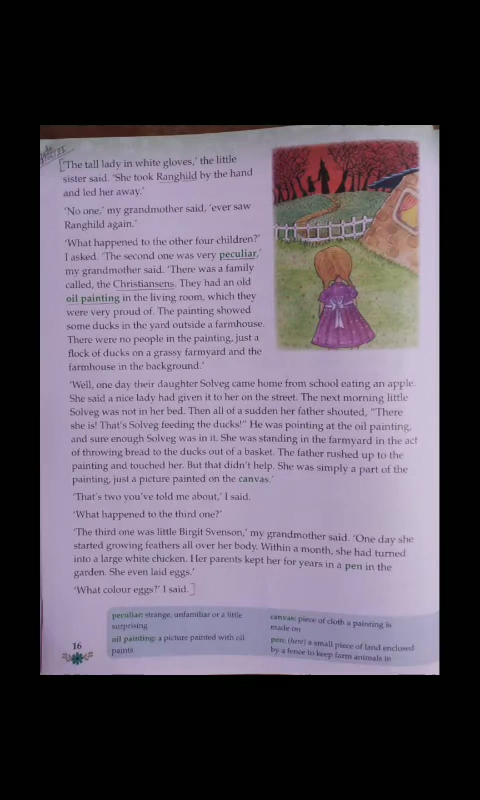 ['The tall lady in white gloves,' the little
sister said. 'She took Ranghild by the hand
and led her away.'
'No one,' my grandmother said, 'ever saw
Ranghild again.'
'What happened to the other four children?'
I asked. 'The second one was very peculiar,'
my grandmother said. 'There was a family
called, the Christiansens. They had an old
oil painting in the living room, which they
were very proud of. The painting showed
some ducks in the yard outside a farmhouse.
There were no people in the painting, just a
flock of ducks on a grassy farmyard and the
farmhouse in the background.'
'Well, one day their daughter Solveg came home from school eating an apple.
She said a nice lady had given it to her on the street. The next morning little
Solveg was not in her bed. Then all of a sudden her father shouted, "There
she is! That's Solveg feeding the ducks!" He was pointing at the oil painting,
and sure enough Solveg was in it. She was standing in the farmyard in the act
of throwing bread to the ducks out of a basket. The father rushed up to the
painting and touched her. But that didn't help. She was simply a part of the
painting, just a picture painted on the canvas.'
'That's two you've told me about,' I said.
'What happened to the third one?'
'The third one was little Birgit Svenson,' my grandmother said. 'One day she
started growing feathers all over her body. Within a month, she had turned
into a large white chicken. Her parents kept her for years in a pen in the
garden. She even laid eggs.'
'What colour eggs?' I said.]
peculiar: strange, unfamiliar or a little
surprising
oil painting: a picture painted with oil
paints
canvas: piece of cloth a painting is
made on
pen: (here) a small piece of land enclosed
by a fence to keep farm animals in
16